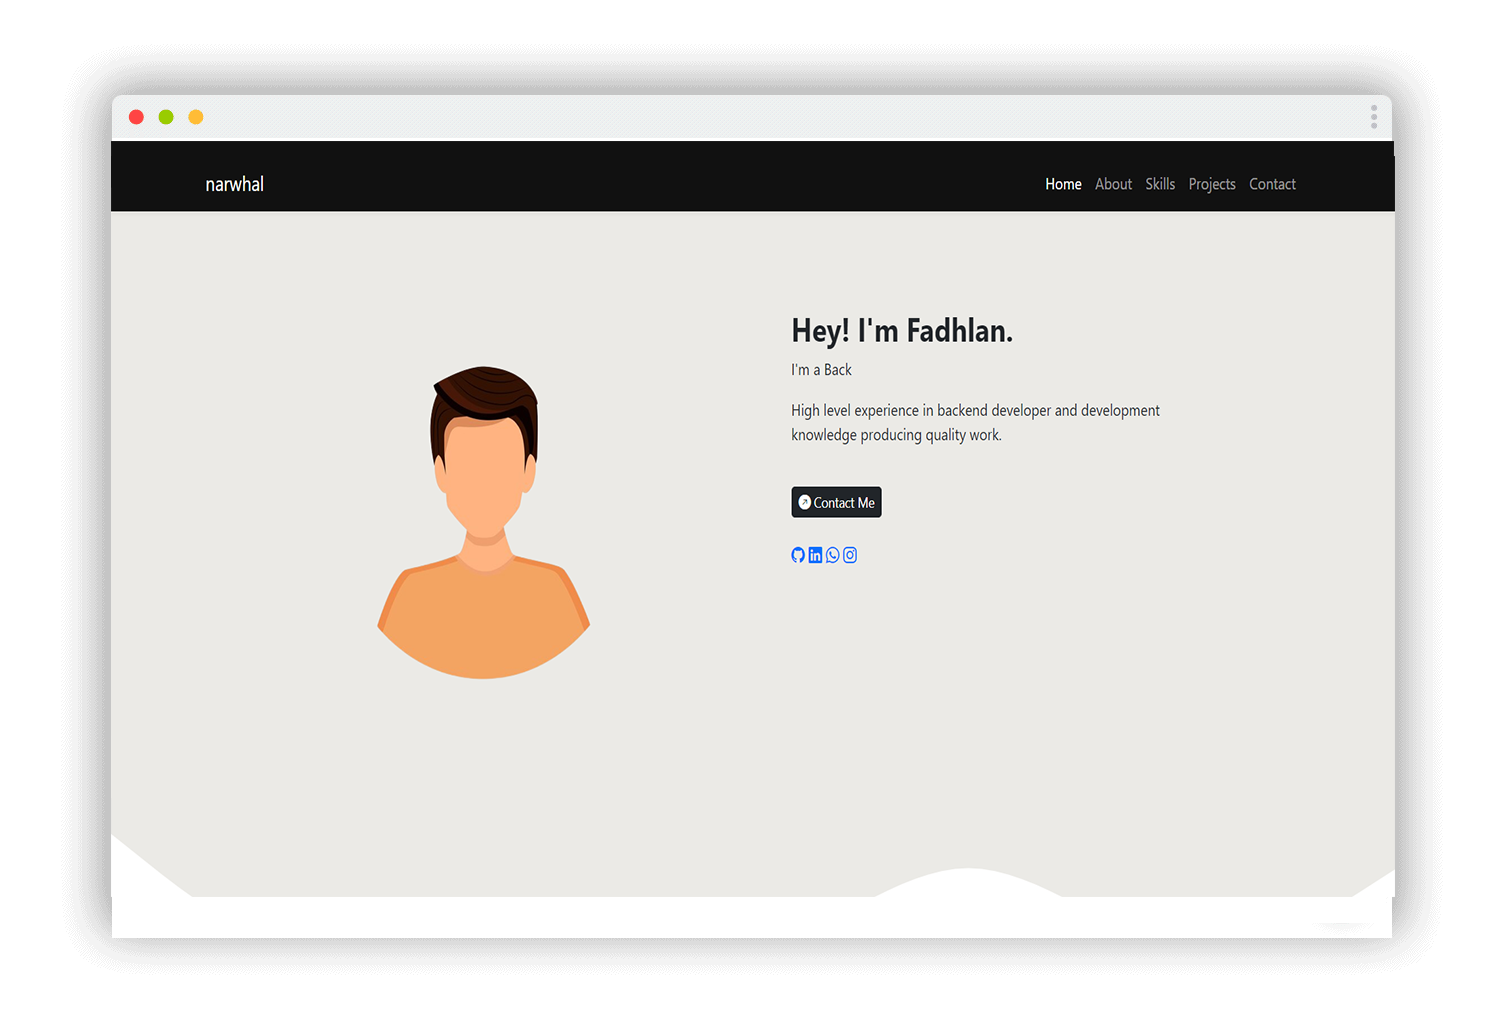 narwhal
Home About Skills Projects Contact
Hey! I'm Fadhlan.
I'm a Back
High level experience in backend developer and development
knowledge producing quality work.
Contact Me